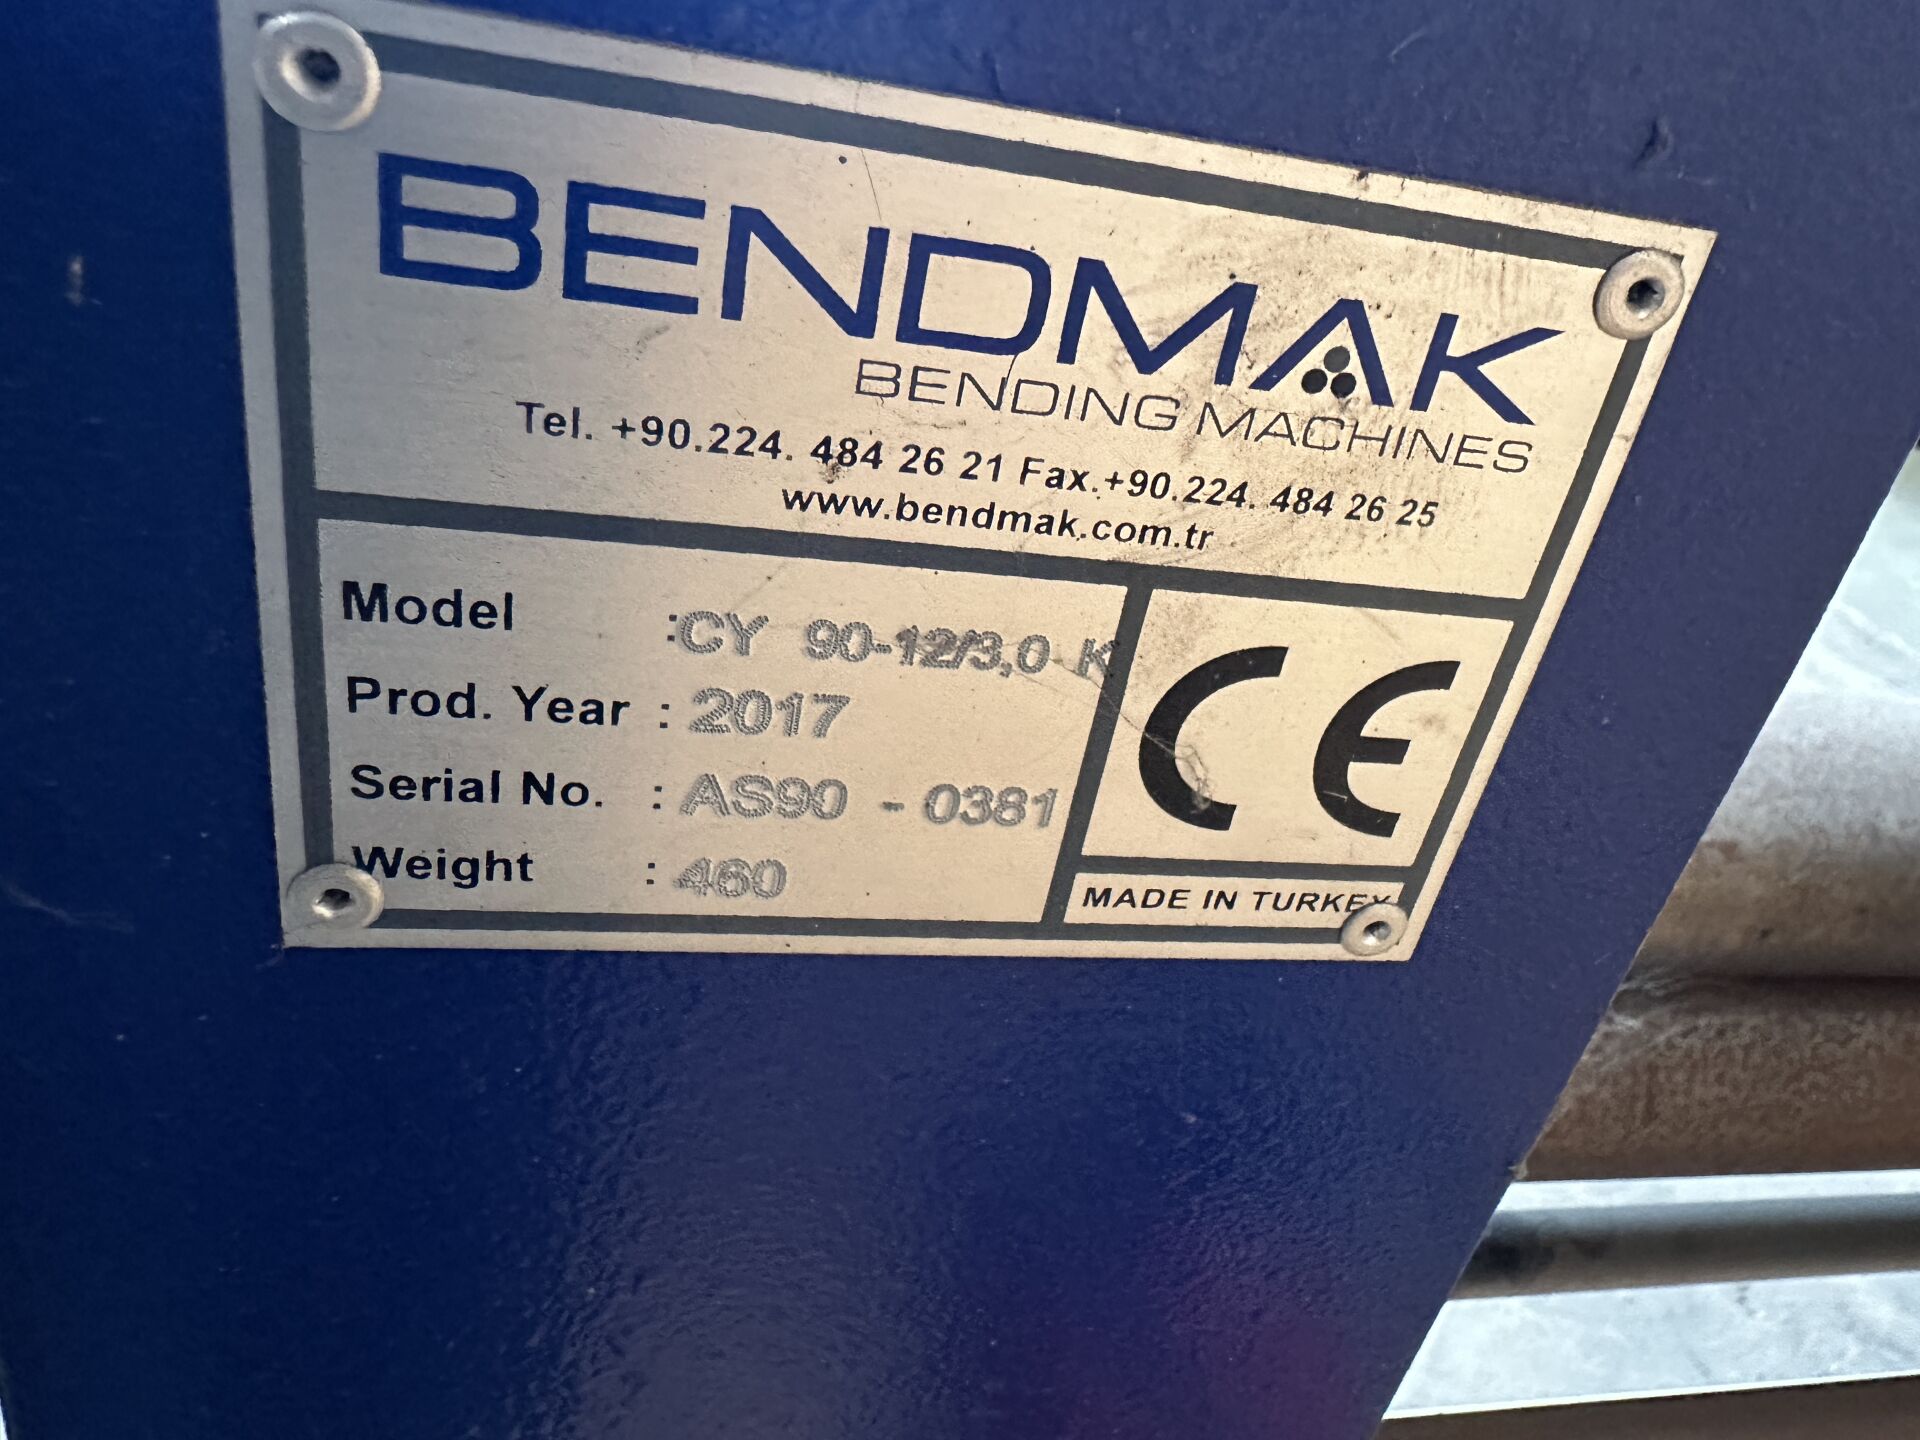 BENDMAK
BENDING MACHINES
Tel. +90.224. 484 26 21 Fax.+90.224. 484 26 25
www.bendmak.com.tr
Model :CY 90-12/3,0 K
Prod. Year : 2017
Serial No. : AS90 - 0381
Weight : 460
CE
MADE IN TURKEY